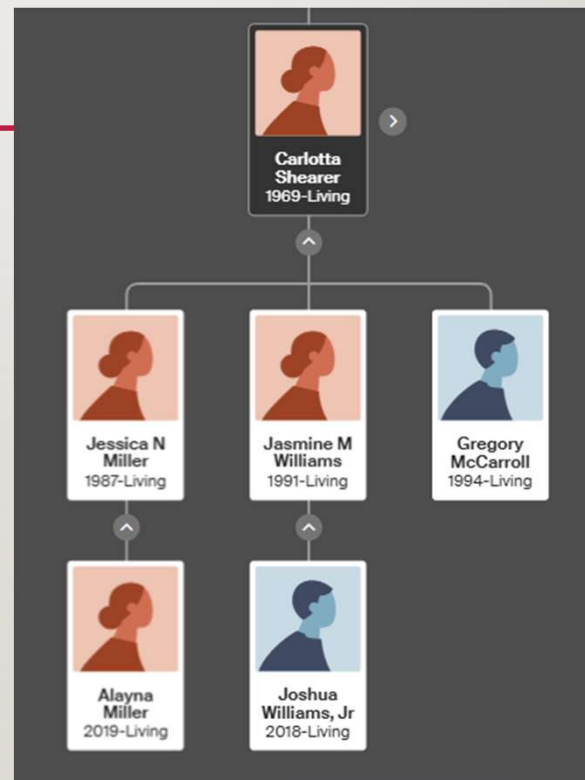 Carlotta
Shearer
1969-Living
Jessica N
Miller
1987-Living
Jasmine M
Williams
1991-Living
Gregory
McCarroll
1994-Living
Alayna
Miller
2019-Living
Joshua
Williams, Jr
2018-Living